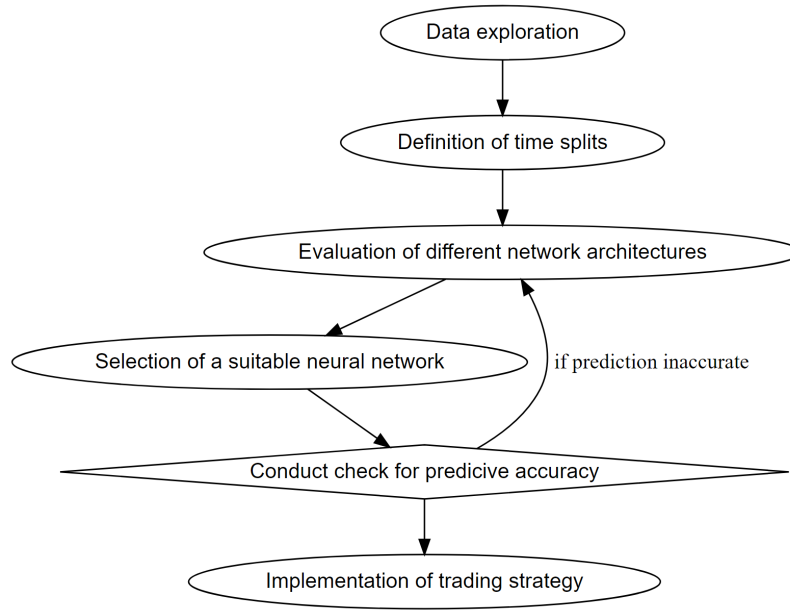 Data exploration
Definition of time splits
Evaluation of different network architectures
Selection of a suitable neural network
if prediction inaccurate
Conduct check for predicive accuracy
Implementation of trading strategy